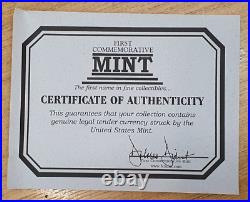 FIRST
COMMEMORATIVE
MINT
The first name in fine collectibles...
CERTIFICATE OF AUTHENTICITY
This guarantees that your collection contains
genuine legal tender currency struck by the
United States Mint.